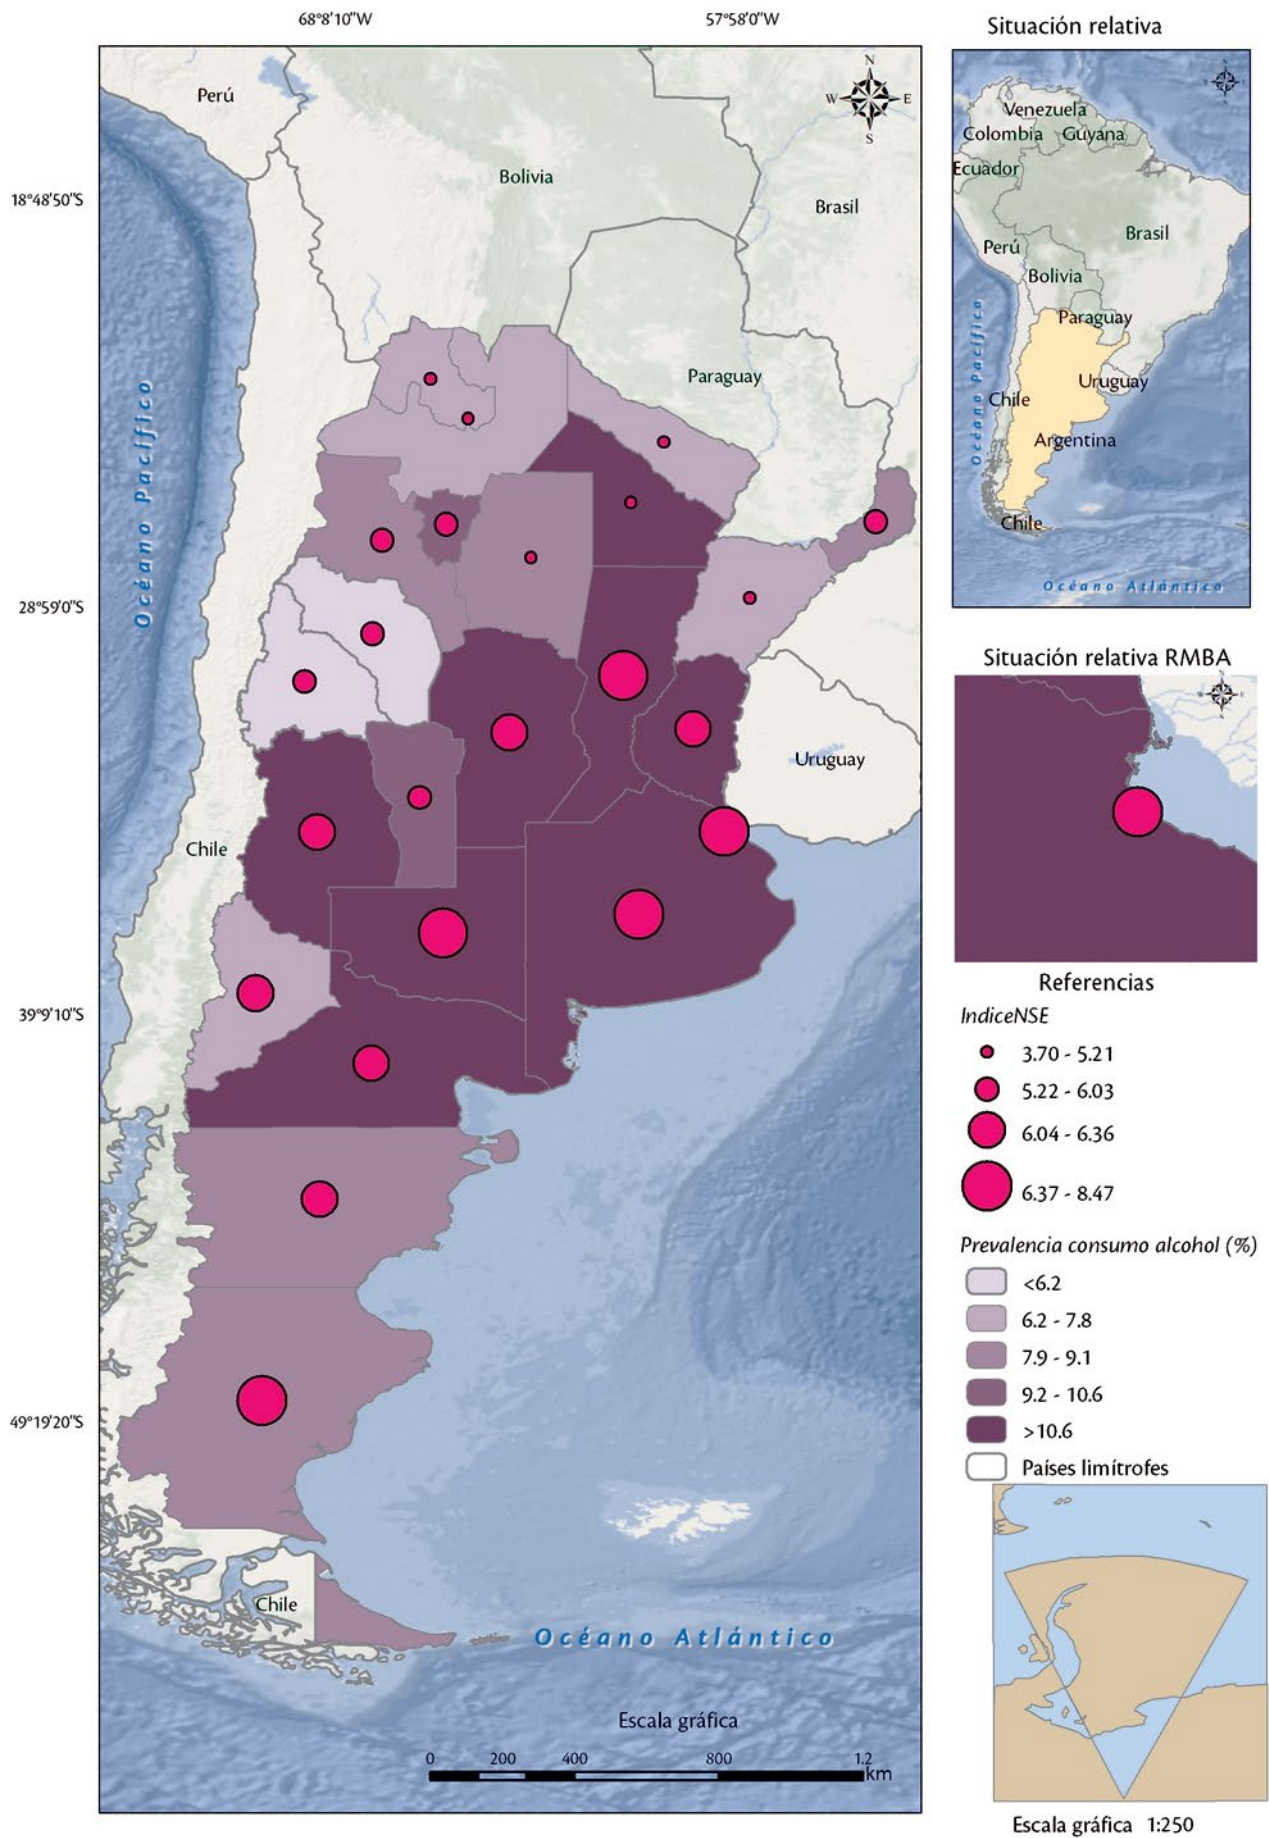 68°8'10"W
57°58'0"W
18°48'50"S
28°59'0"S
39°9'10"S
49°19'20"S
N
W
E
S
Perú
Bolivia
Brasil
Paraguay
Uruguay
Chile
Chile
Océano Pacífico
Océano Atlántico
Escala gráfica
0 200 400 800 1.2
km
Situación relativa
Venezuela
Colombia
Guyana
Ecuador
Brasil
Perú
Bolivia
Paraguay
Uruguay
Chile
Argentina
Chile
Océano Pacífico
Océano Atlántico
Situación relativa RMBA
Referencias
IndiceNSE
3.70 - 5.21
5.22 - 6.03
6.04 - 6.36
6.37 - 8.47
Prevalencia consumo alcohol (%)
<6.2
6.2 - 7.8
7.9 - 9.1
9.2 - 10.6
>10.6
Países limítrofes
Escala gráfica 1:250